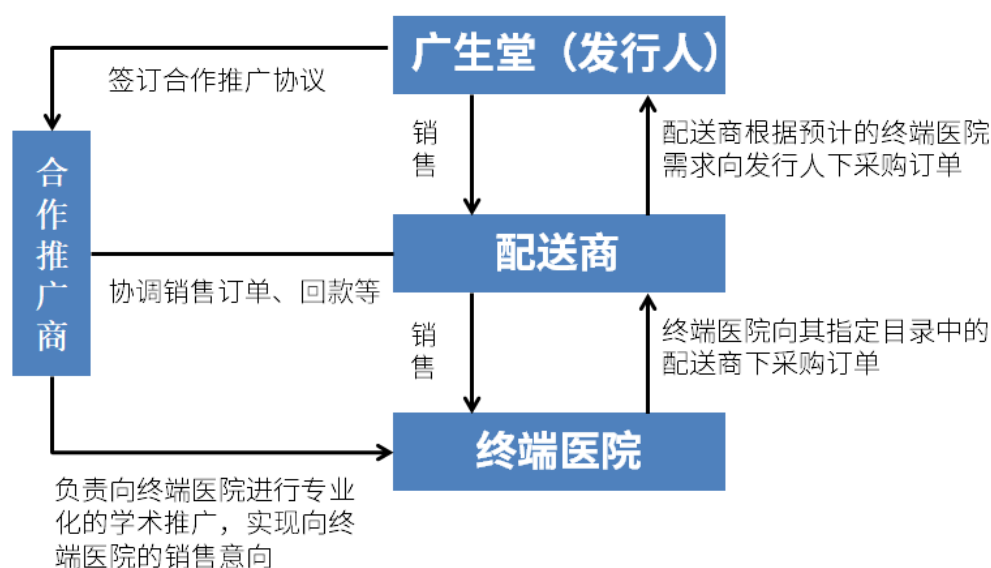 广生堂（发行人）
签订合作推广协议
销
售
配送商根据预计的终端医院
需求向发行人下采购订单
合
作
推
广
商
配送商
协调销售订单、回款等
销
售
终端医院向其指定目录中的
配送商下采购订单
终端医院
负责向终端医院进行专业
化的学术推广，实现向终
端医院的销售意向